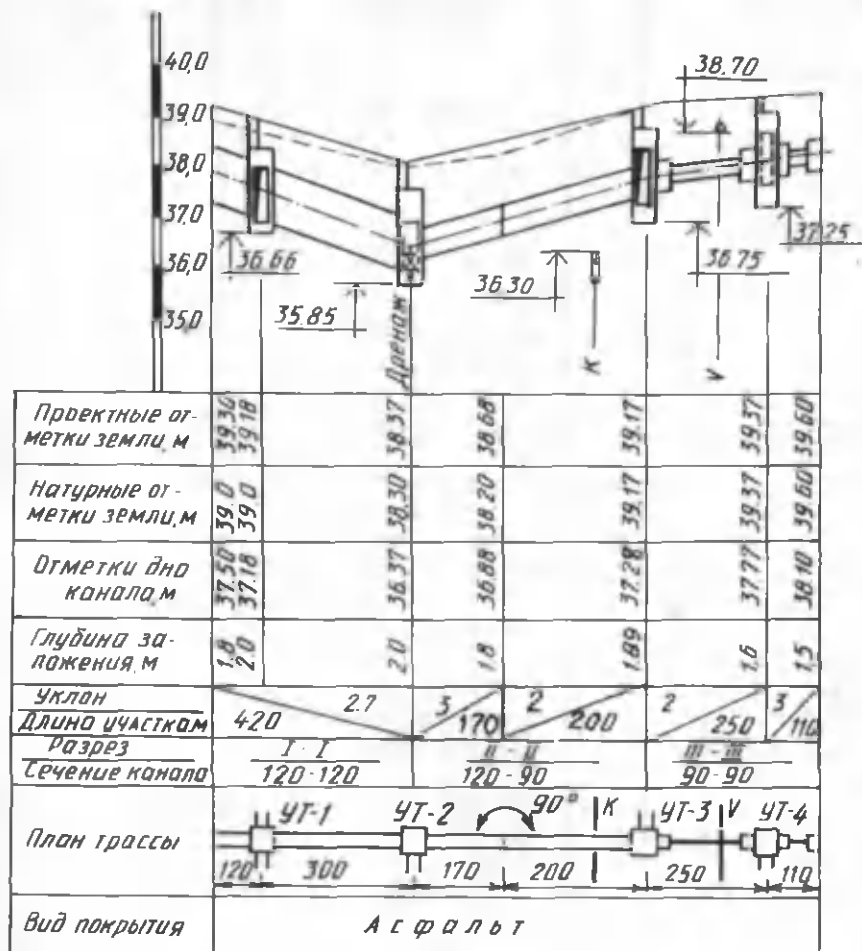 40,0
38.70
39,0
38,0
37,0
37.25
36,0
36.66
36.75
36.30
35.85
35,0
Дренаж
К
V
Проектные от-
метки земли, м
39.30 39.18 38.37 38.68 39.17 39.37 39.60
Натурные от-
метки земли, м
39.0 39.0 38.30 38.20 39.17 39.37 39.60
Отметки дна
канала, м
37.50 37.18 36.37 36.88 37.28 37.77 38.10
Глубина за-
ложения, м
1.8 2.0 2.0 1.8 1.89 1.6 1.5
Уклон
2.7 3 2 2 3
Длина участка м
420 170 200 250 110
Разрез
I - I II - II III - III
Сечение канала
120-120 120-90 90-90
План трассы
УТ-1 УТ-2 90° К УТ-3 V УТ-4
120 300 170 200 250 110
Вид покрытия
Асфальт